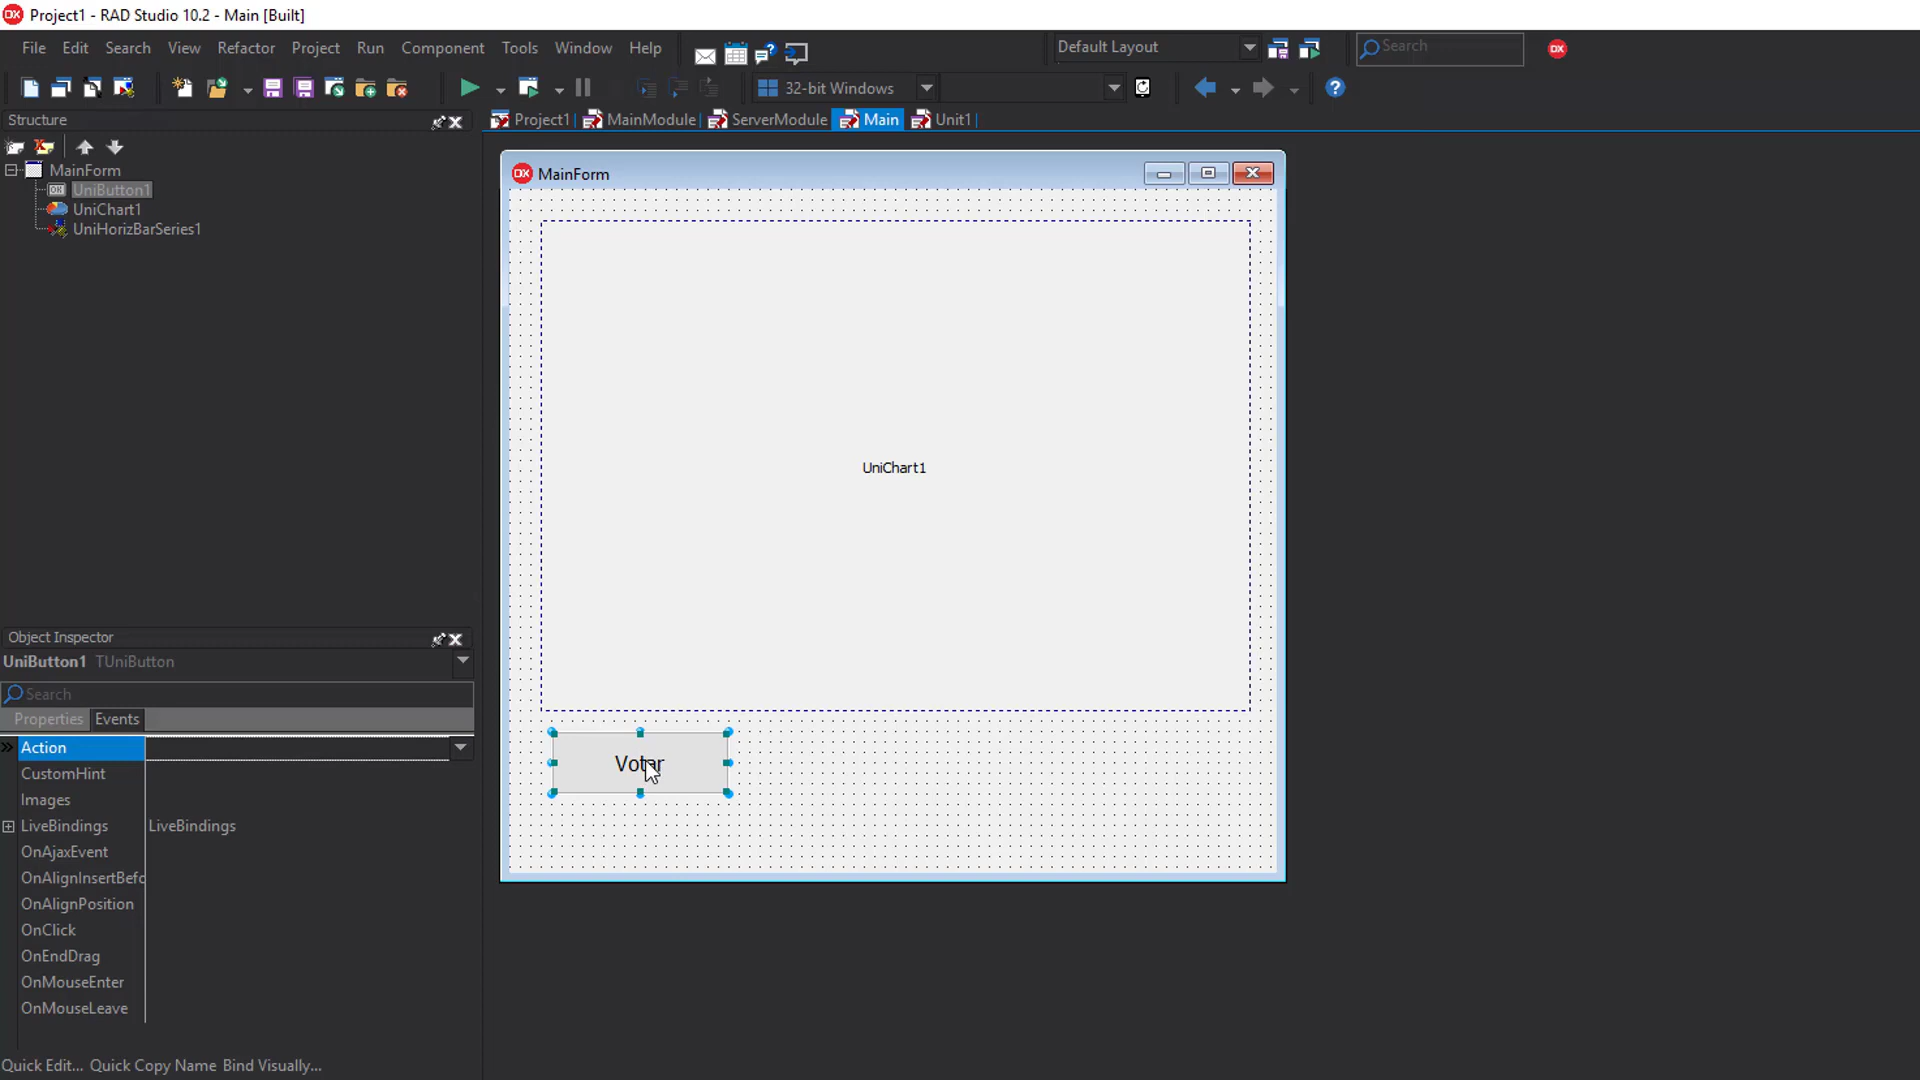 Project1 - RAD Studio 10.2 - Main [Built]
File Edit Search View Refactor Project Run Component Tools Window Help
Default Layout
Search
32-bit Windows
Structure
Project1 MainModule ServerModule Main Unit1
MainForm
UniButton1
UniChart1
UniHorizBarSeries1
MainForm
UniChart1
Votar
Object Inspector
UniButton1 TUniButton
Search
Properties Events
Action
CustomHint
Images
LiveBindings LiveBindings
OnAjaxEvent
OnAlignInsertBefo
OnAlignPosition
OnClick
OnEndDrag
OnMouseEnter
OnMouseLeave
Quick Edit... Quick Copy Name Bind Visually...